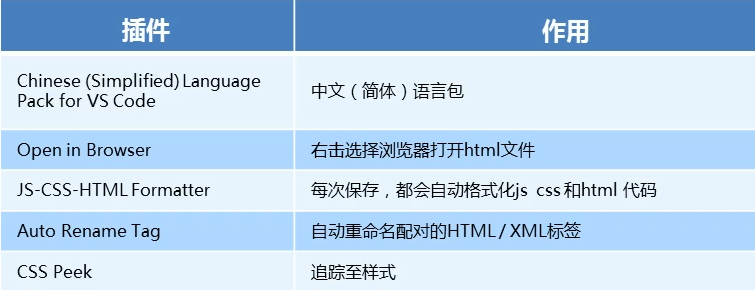 插件
作用
Chinese (Simplified) Language
Pack for VS Code
中文（简体）语言包
Open in Browser
右击选择浏览器打开html文件
JS-CSS-HTML Formatter
每次保存，都会自动格式化js css和html 代码
Auto Rename Tag
自动重命名配对的HTML / XML标签
CSS Peek
追踪至样式